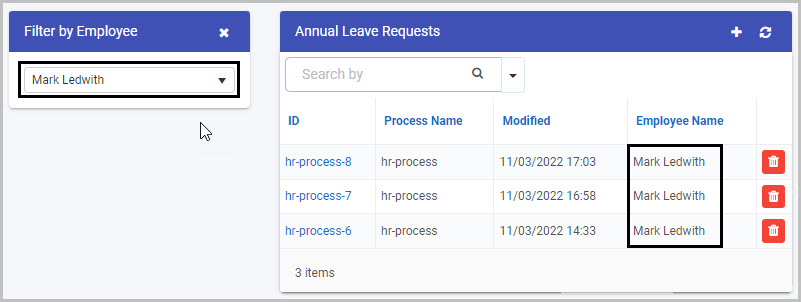 Filter by Employee
Mark Ledwith
Annual Leave Requests
Search by
ID Process Name Modified Employee Name
hr-process-8 hr-process 11/03/2022 17:03 Mark Ledwith
hr-process-7 hr-process 11/03/2022 16:58 Mark Ledwith
hr-process-6 hr-process 11/03/2022 14:33 Mark Ledwith
3 items